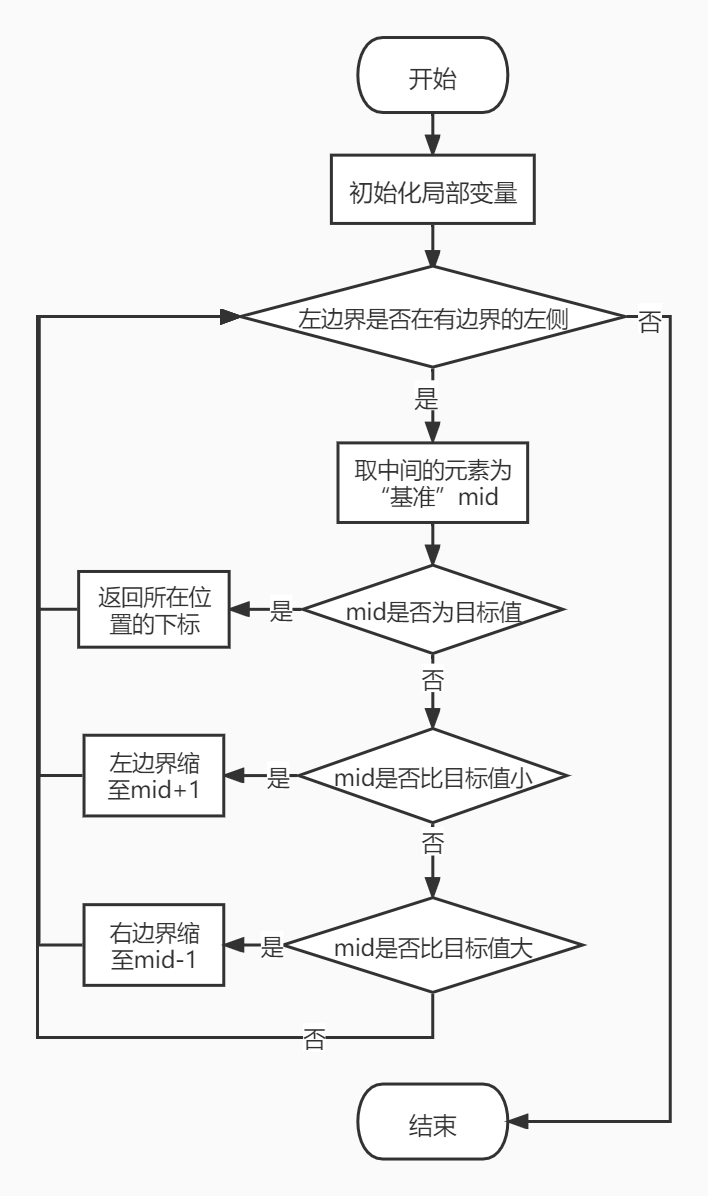 开始
初始化局部变量
左边界是否在有边界的左侧
否
是
取中间的元素为
“基准”mid
返回所在位
置的下标
是
mid是否为目标值
否
左边界缩
至mid+1
是
mid是否比目标值小
否
右边界缩
至mid-1
是
mid是否比目标值大
否
结束